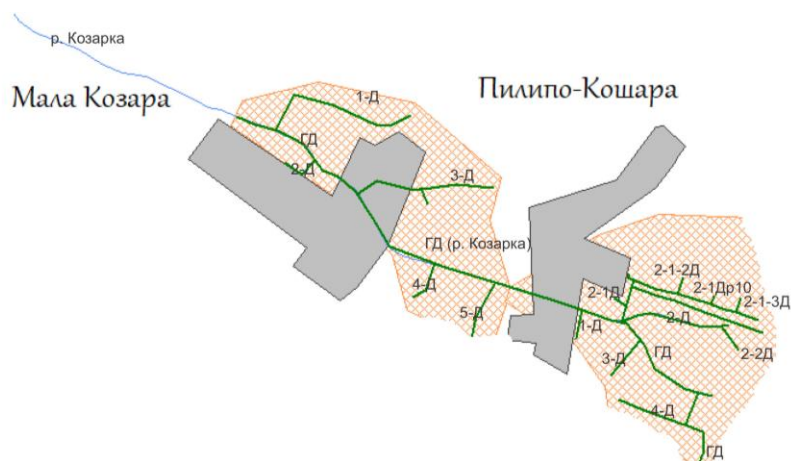 р. Козарка
Мала Козара
Пилипо-Кошара
1-Д
ГД
2-Д
3-Д
ГД (р. Козарка)
4-Д
5-Д
2-1-2Д
2-1Др10
2-1-3Д
2-1Д
1-Д
2-Д
2-2Д
3-Д
ГД
4-Д
ГД